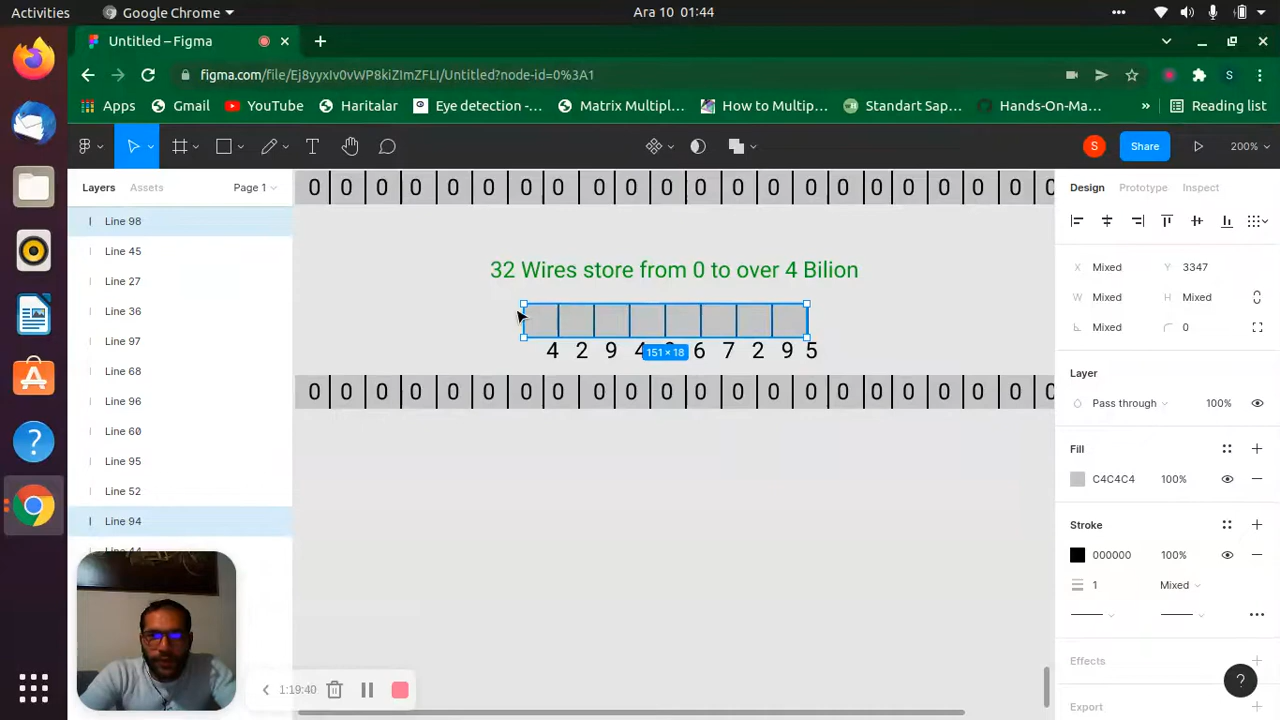 Activities
Google Chrome
Ara 10 01:44
Untitled – Figma
figma.com/file/Ej8yyxIv0vWP8kiZImZFLI/Untitled?node-id=0%3A1
S
Apps
Gmail
YouTube
Haritalar
Eye detection -...
Matrix Multipl...
How to Multip...
Standart Sap...
Hands-On-Ma...
»
Reading list
S
Share
200%
Layers
Assets
Page 1
Design
Prototype
Inspect
Line 98
Line 45
Line 27
Line 36
Line 97
Line 68
Line 96
Line 60
Line 95
Line 52
Line 94
0 0 0 0 0 0 0 0 0 0 0 0 0 0 0 0 0 0 0 0 0 0
32 Wires store from 0 to over 4 Bilion
4 2 9 4 6 7 2 9 5
151 × 18
0 0 0 0 0 0 0 0 0 0 0 0 0 0 0 0 0 0 0 0 0 0
1:19:40
X Mixed
Y 3347
W Mixed
H Mixed
Mixed
0
Layer
Pass through
100%
Fill
C4C4C4
100%
Stroke
000000
100%
1
Mixed
Effects
Export
?